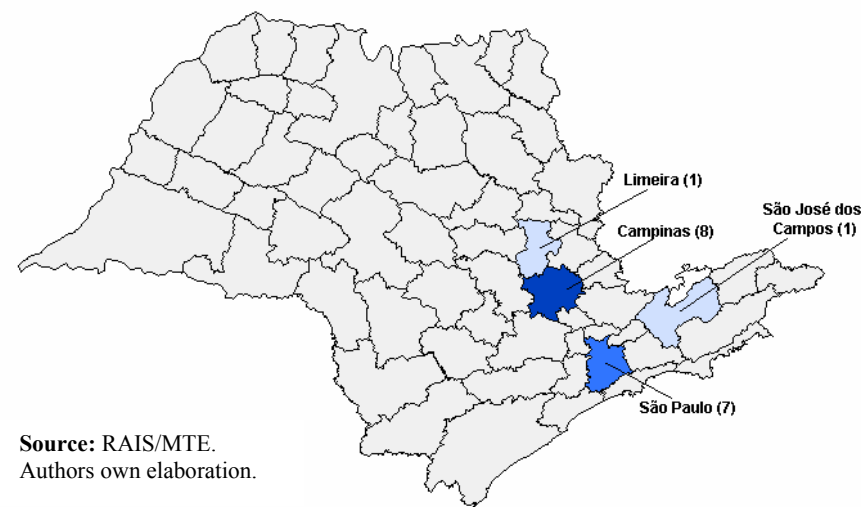 Limeira (1)
São José dos
Campos (1)
Campinas (8)
São Paulo (7)
Source: RAIS/MTE.
Authors own elaboration.